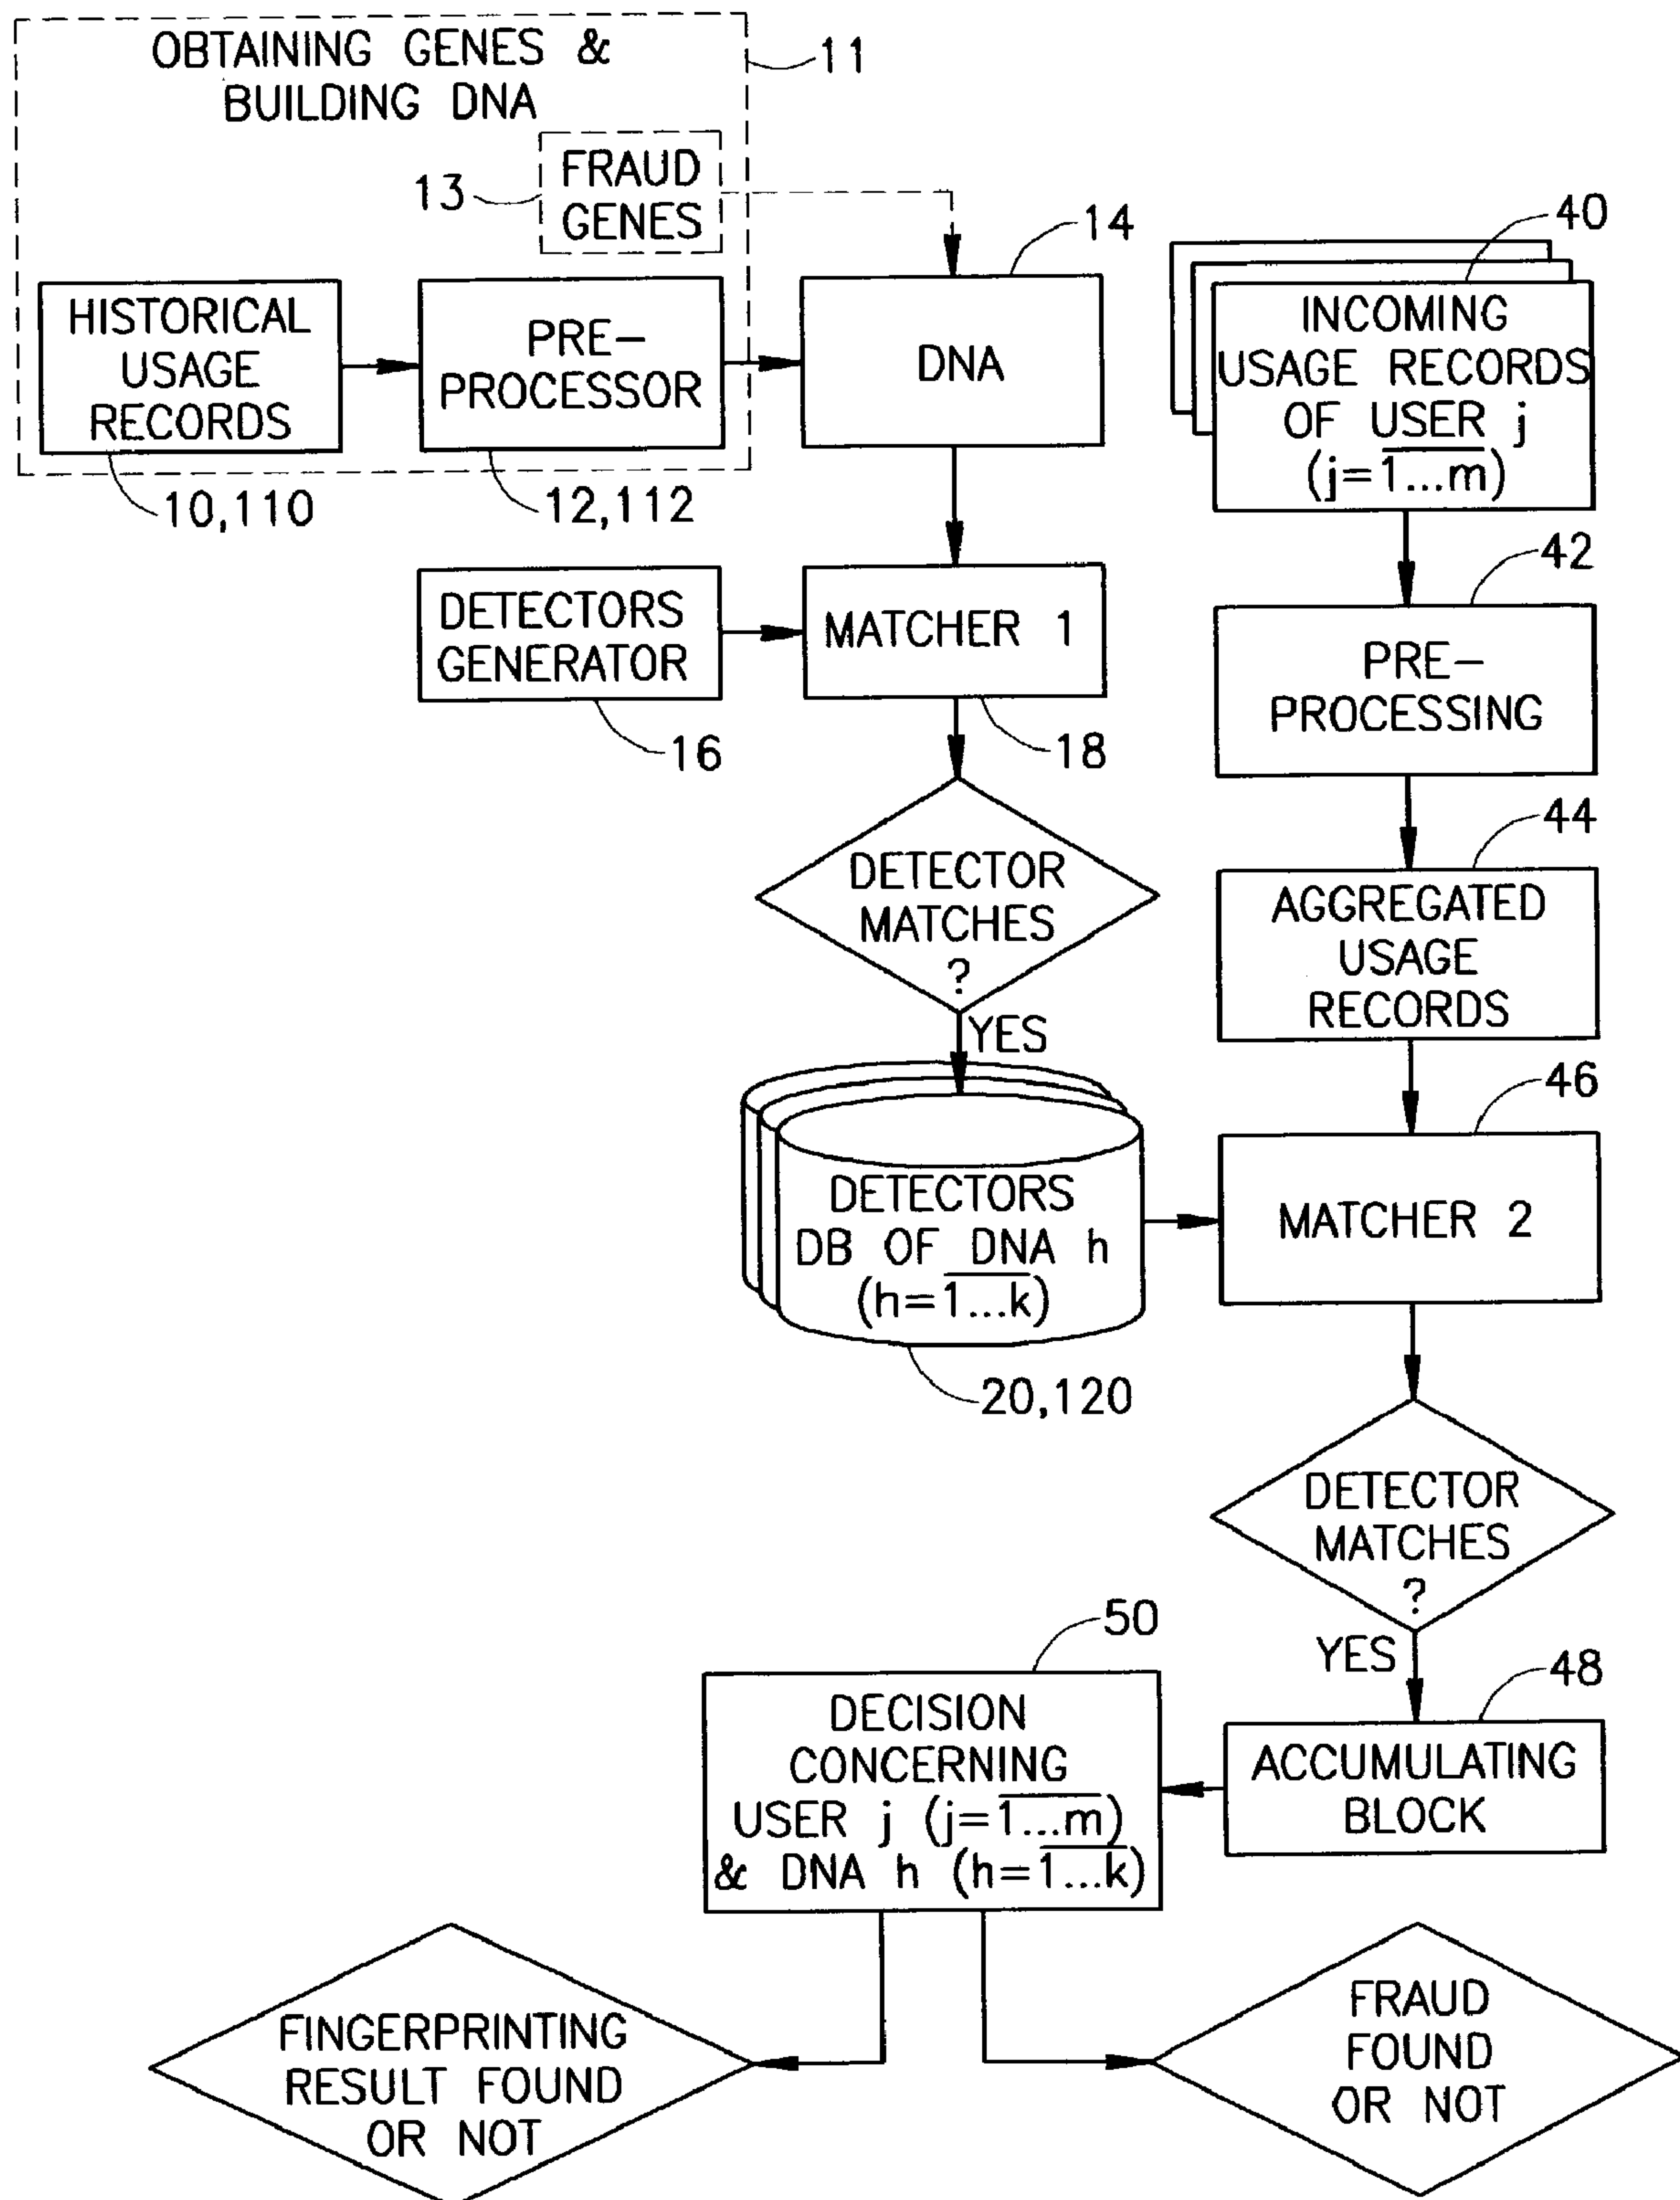 OBTAINING GENES &
BUILDING DNA
11
FRAUD
GENES
13
HISTORICAL
USAGE
RECORDS
10,110
PRE-
PROCESSOR
12,112
DNA
14
INCOMING
USAGE RECORDS
OF USER j
(j=1...m)
40
DETECTORS
GENERATOR
16
MATCHER 1
18
PRE-
PROCESSING
42
DETECTOR
MATCHES
?
YES
AGGREGATED
USAGE
RECORDS
44
DETECTORS
DB OF DNA h
(h=1...k)
20,120
MATCHER 2
46
DETECTOR
MATCHES
?
YES
ACCUMULATING
BLOCK
48
DECISION
CONCERNING
USER j (j=1...m)
& DNA h (h=1...k)
50
FINGERPRINTING
RESULT FOUND
OR NOT
FRAUD
FOUND
OR NOT